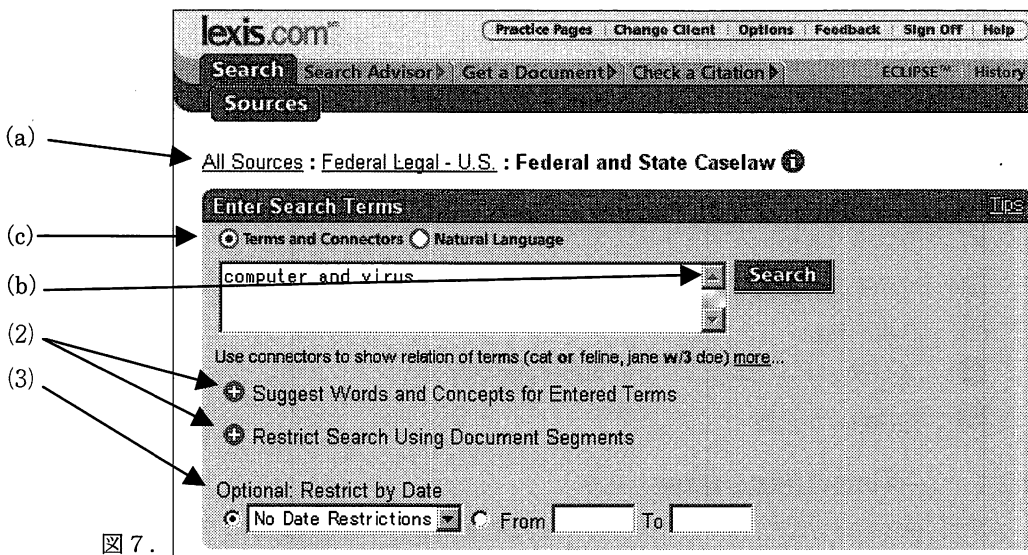 lexis.com™
Practice Pages Change Client Options Feedback Sign Off Help
Search Search Advisor Get a Document Check a Citation ECLIPSE™ History
Sources
(a)
All Sources : Federal Legal - U.S. : Federal and State Caselaw
Enter Search Terms Tips
(c)
Terms and Connectors Natural Language
(b)
computer and virus Search
Use connectors to show relation of terms (cat or feline, jane w/3 doe) more...
(2)
Suggest Words and Concepts for Entered Terms
(3)
Restrict Search Using Document Segments
Optional: Restrict by Date
No Date Restrictions From To
図7.